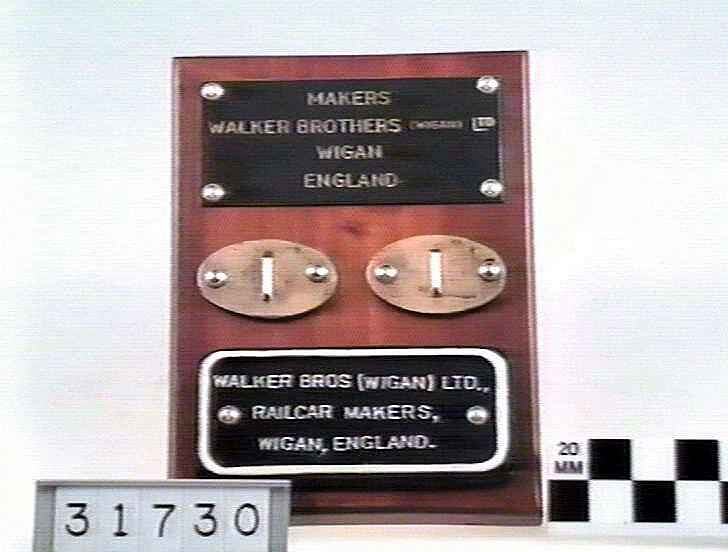 MAKERS
WALKER BROTHERS (WIGAN) LTD
WIGAN
ENGLAND
WALKER BROS (WIGAN) LTD.,
RAILCAR MAKERS,
WIGAN, ENGLAND.
20
MM
31730